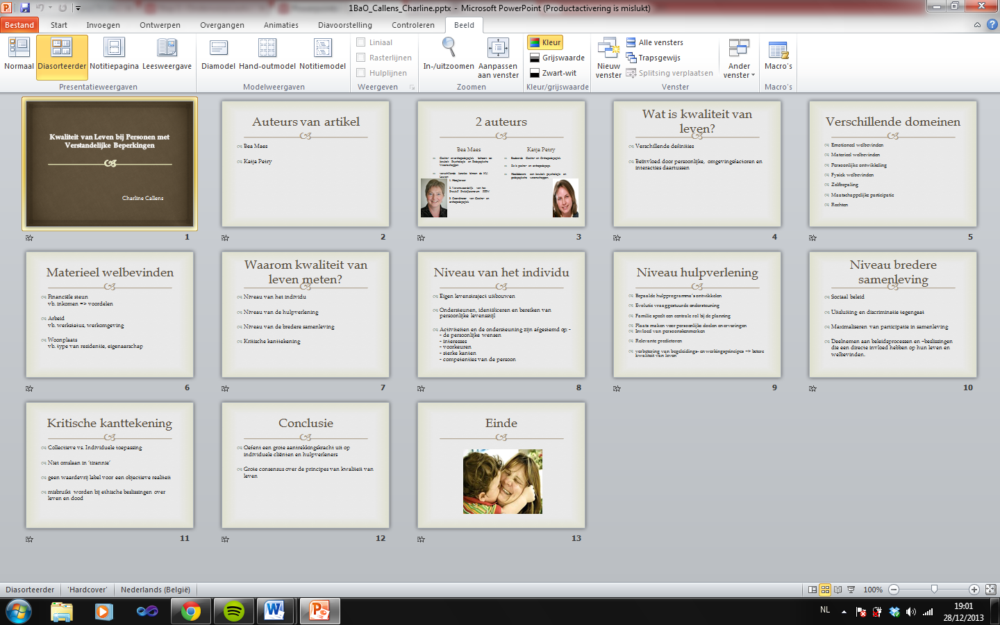 1BaO_Callens_Charline.pptx - Microsoft PowerPoint (Productactivering is mislukt)
Bestand Start Invoegen Ontwerpen Overgangen Animaties Diavoorstelling Controleren Beeld
Normaal Diasorteerder Notitiepagina Leesweergave
Presentatieweergaven
Diamodel Hand-outmodel Notitiemodel
Modelweergaven
Liniaal
Rasterlijnen
Hulplijnen
Weergeven
In-/uitzoomen Aanpassen aan venster
Zoomen
Kleur
Grijswaarde
Zwart-wit
Kleur/grijswaarde
Nieuw venster
Alle vensters
Trapsgewijs
Splitsing verplaatsen
Ander venster
Venster
Macro's
Macro's
Kwaliteit van Leven bij Personen met
Verstandelijke Beperkingen
Charline Callens
1
Auteurs van artikel
Bea Maes
Katja Petry
2
2 auteurs
Bea Maes
Katja Petry
3
Wat is kwaliteit van
leven?
Verschillende definities
Beïnvloed door persoonlijke, omgevingsfactoren en
interacties daartussen
4
Verschillende domeinen
Emotioneel welbevinden
Materieel welbevinden
Persoonlijke ontwikkeling
Fysiek welbevinden
Zelfbepaling
Maatschappelijke participatie
Rechten
5
Materieel welbevinden
Financiële steun
vb. inkomen => voordelen
Arbeid
vb. werkstatus, werkomgeving
Woonplaats
vb. type van residentie, eigenaarschap
6
Waarom kwaliteit van
leven meten?
Niveau van het individu
Niveau van de hulpverlening
Niveau van de bredere samenleving
Kritische kanttekening
7
Niveau van het individu
Eigen levenstraject uitbouwen
Ondersteunen, identificeren en bereiken van
persoonlijke levensstijl
Activiteiten en de ondersteuning zijn afgestemd op: -
- de persoonlijke wensen
- interesses
- voorkeuren
- sterke kanten
- competenties van de persoon
8
Niveau hulpverlening
Bepaalde hulpprogramma's ontwikkelen
Evolutie vraaggestuurde ondersteuning
Familie speelt een centrale rol bij de planning
Plaats maken voor persoonlijke doelen en ervaringen
Invloed van persoonskenmerken
Relevante predictoren
verbetering van begeleidings- en werkingsprincipes -> betere
kwaliteit van leven
9
Niveau bredere
samenleving
Sociaal beleid
Uitsluiting en discriminatie tegengaat
Maximaliseren van participatie in samenleving
Deelnemen aan beleidsprocessen en -beslissingen
die een directe invloed hebben op hun leven en
welbevinden.
10
Kritische kanttekening
Collectieve vs. Individuele toepassing
Niet omslaan in 'tirannie'
geen waardevrij label voor een objectieve realiteit
misbruikt worden bij ethische beslissingen over
leven en dood
11
Conclusie
Oefent een grote aantrekkingskracht uit op
individuele cliënten en hulpverleners
Grote consensus over de principes van kwaliteit van
leven
12
Einde
13
Diasorteerder 'Hardcover' Nederlands (België) 100%
NL
19:01
28/12/2013